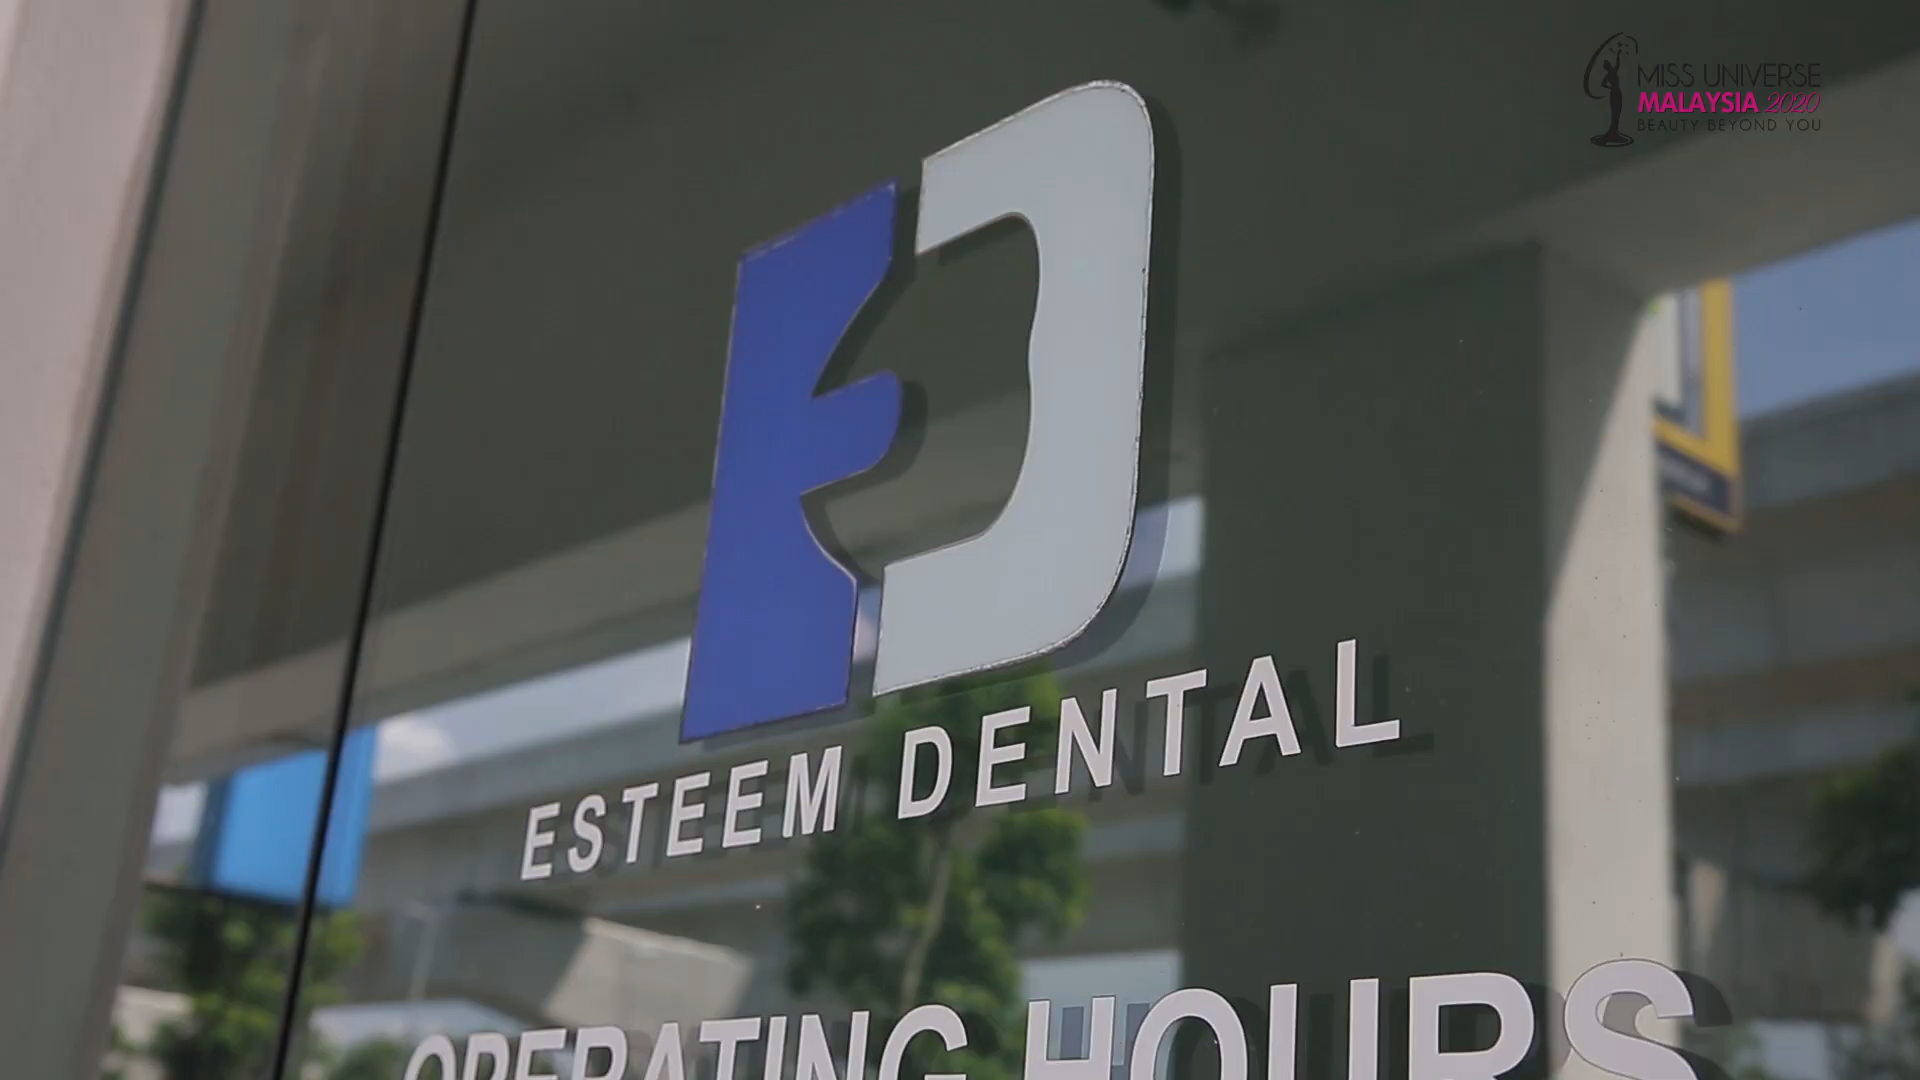 MISS UNIVERSE
MALAYSIA 2020
BEAUTY BEYOND YOU
ESTEEM DENTAL
OPERATING HOURS